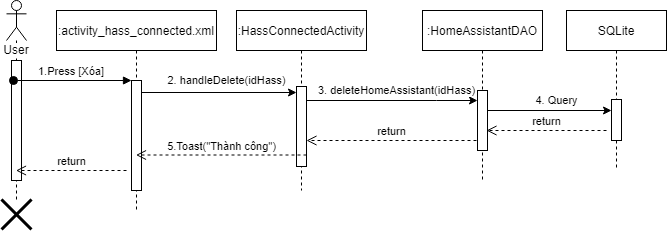 :activity_hass_connected.xml
:HassConnectedActivity
:HomeAssistantDAO
SQLite
User
1.Press [Xóa]
2. handleDelete(idHass)
3. deleteHomeAssistant(idHass)
4. Query
return
return
5.Toast("Thành công")
return